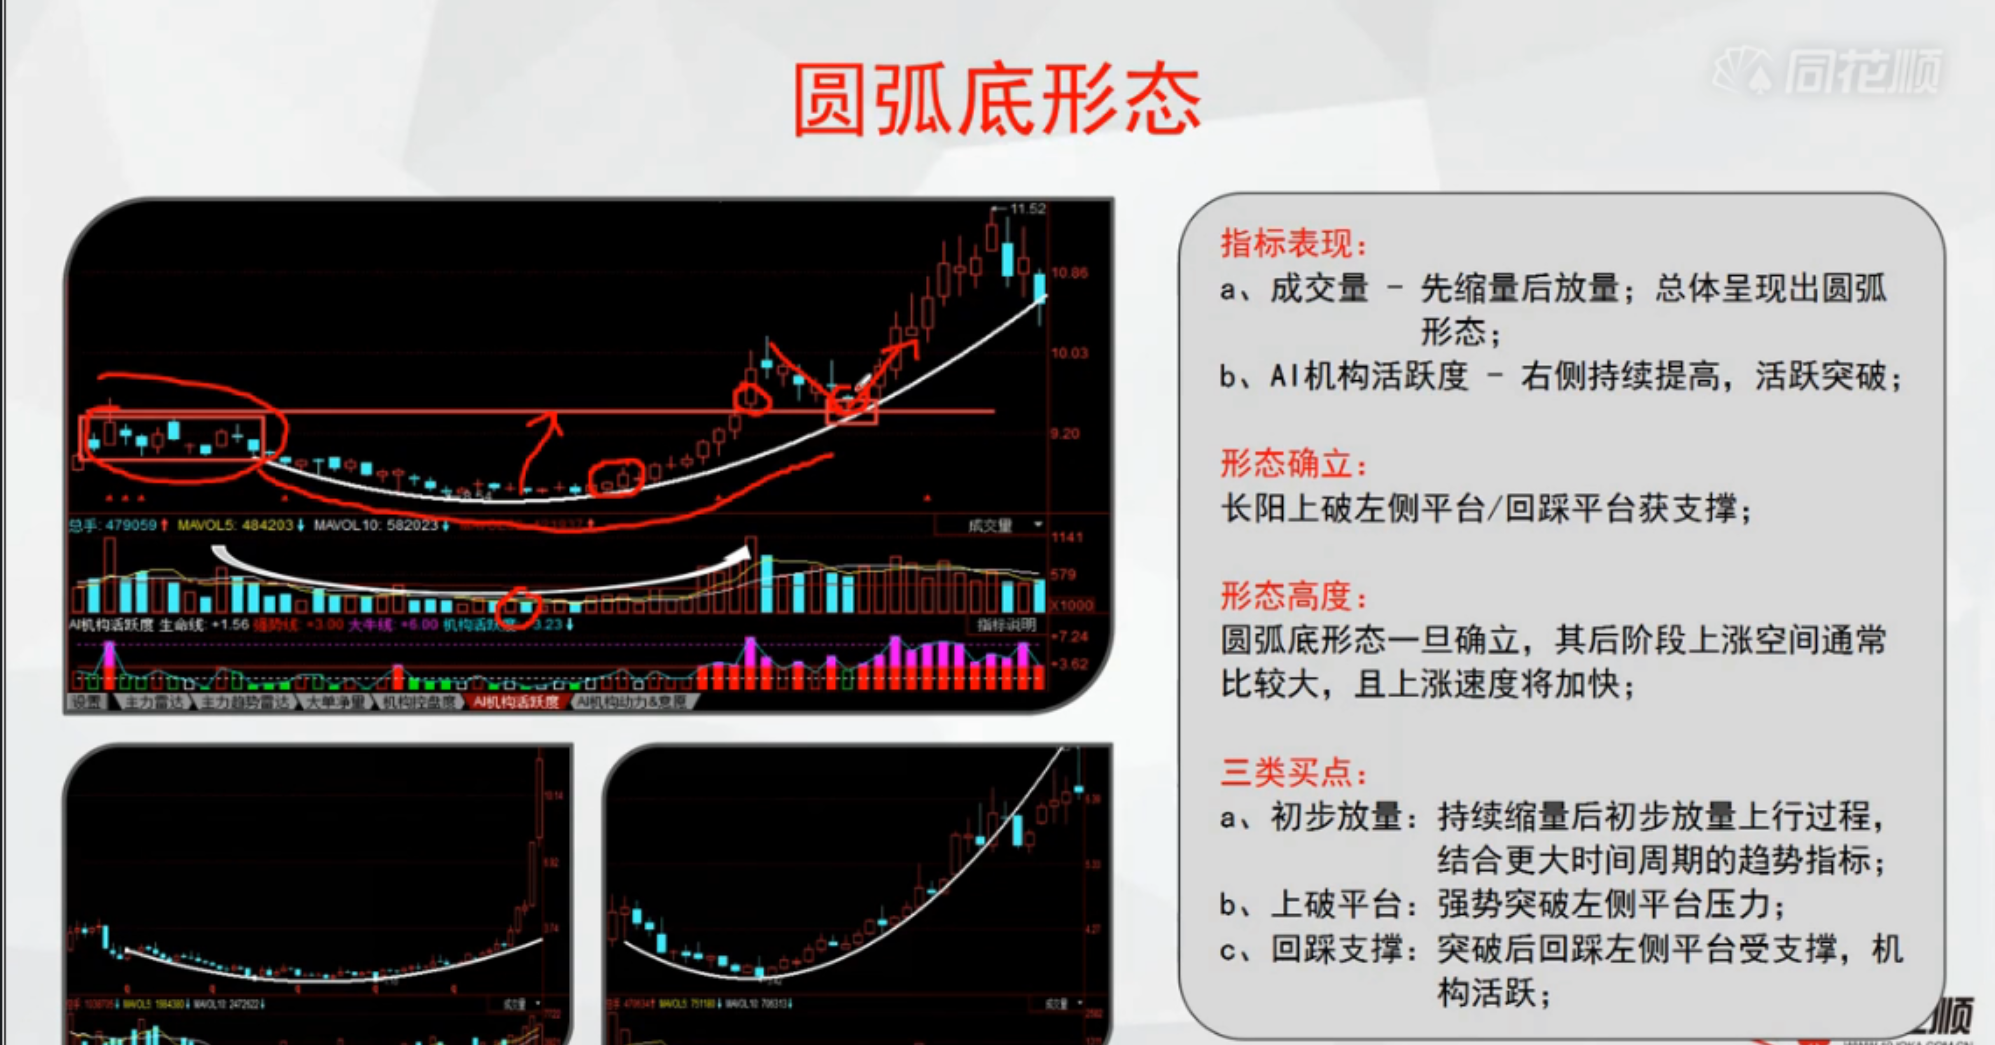 同花顺
圆弧底形态
11.52
10.86
10.03
9.20
8.54
总手: 479059↑ MAVOL5: 484203↓ MAVOL10: 582023↓
成交量
1141
579
X1000
AI机构活跃度 生命线: +1.56 强势线: +3.00 大牛线: +6.00 机构活跃度 3.23↓
指标说明
+7.24
+3.62
设置 主力雷达 主力趋势雷达 大单净量 机构控盘度 AI机构活跃度 AI机构动力&意愿
指标表现:
a、成交量 - 先缩量后放量; 总体呈现出圆弧
形态;
b、AI机构活跃度 - 右侧持续提高, 活跃突破;
形态确立:
长阳上破左侧平台/回踩平台获支撑;
形态高度:
圆弧底形态一旦确立, 其后阶段上涨空间通常
比较大, 且上涨速度将加快;
三类买点:
a、初步放量: 持续缩量后初步放量上行过程,
结合更大时间周期的趋势指标;
b、上破平台: 强势突破左侧平台压力;
c、回踩支撑: 突破后回踩左侧平台受支撑, 机
构活跃;
10.14
成交量
成交量
顺